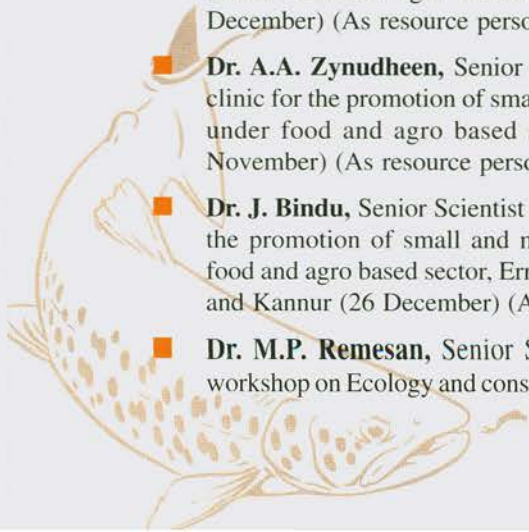 December) (As resource perso
Dr. A.A. Zynudheen, Senior
clinic for the promotion of sma
under food and agro based
November) (As resource perso
Dr. J. Bindu, Senior Scientist
the promotion of small and m
food and agro based sector, Err
and Kannur (26 December) (A
Dr. M.P. Remesan, Senior S
workshop on Ecology and cons